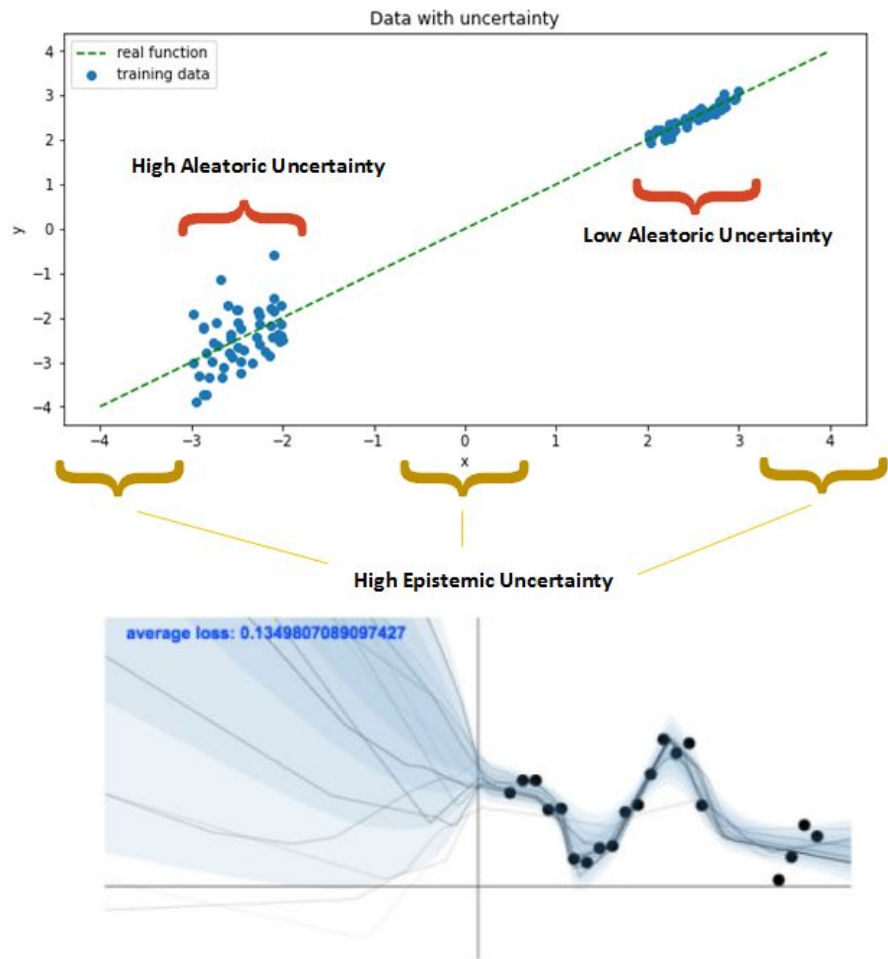 Data with uncertainty
real function
training data
High Aleatoric Uncertainty
Low Aleatoric Uncertainty
y
4
3
2
1
0
−1
−2
−3
−4
−4 −3 −2 −1 0 1 2 3 4
x
High Epistemic Uncertainty
average loss: 0.1349807089097427